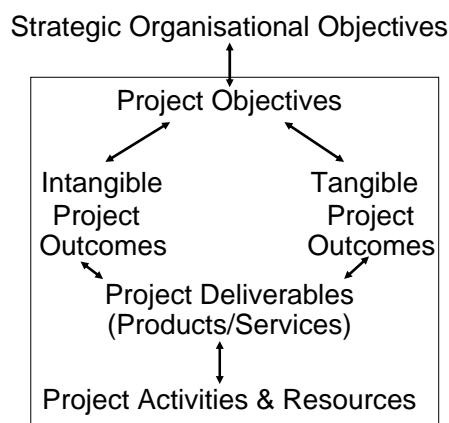 Strategic Organisational Objectives
Project Objectives
Intangible
Project
Outcomes
Tangible
Project
Outcomes
Project Deliverables
(Products/Services)
Project Activities & Resources